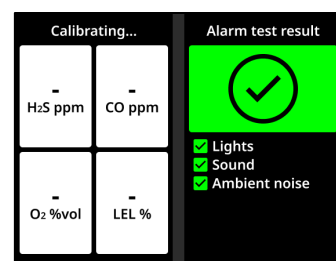 Calibrating...
-
H2S ppm
-
CO ppm
-
O2 %vol
-
LEL %
Alarm test result
Lights
Sound
Ambient noise